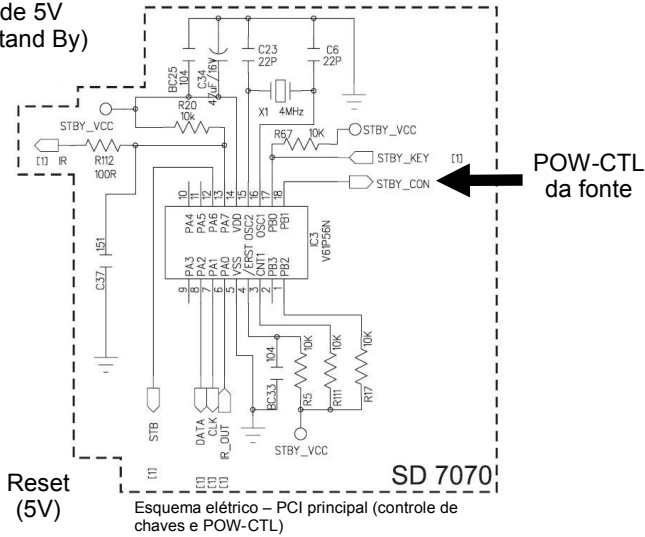 de 5V
tand By)
BC25
104
C34
47uF/16V
C23
22P
C6
22P
X1 4MHz
R20
10k
R67 10K
STBY_VCC
STBY_VCC
[1] IR
R112
100R
STBY_KEY [1]
STBY_CON
POW-CTL
da fonte
10
11
12
13
14
15
16
17
18
PA4
PA5
PA6
PA7
VDD
OSC2
OSC1
PB0
PB1
IC3
V61P56N
PA3
PA2
PA1
PA0
VSS
/ERST
CNT1
PB3
PB2
9
8
7
6
5
4
3
2
1
151
C37
104
BC33
10K
R5
10K
R111
10K
R17
STB
DATA
CLK
IR_OUT
STBY_VCC
[1]
[1]
[1]
[1]
SD 7070
Reset
(5V)
Esquema elétrico – PCI principal (controle de
chaves e POW-CTL)